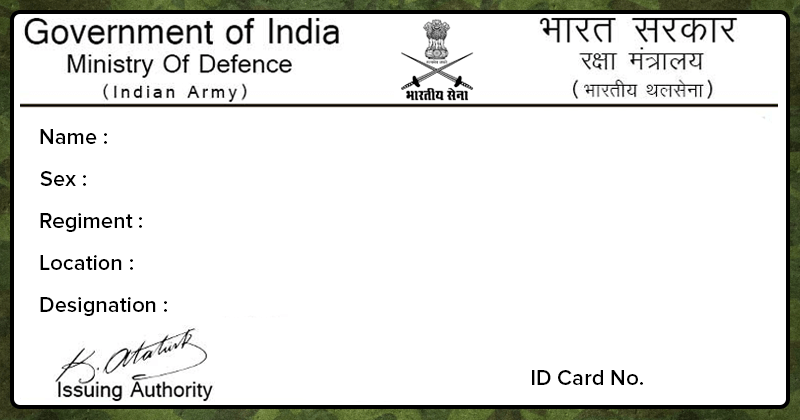 Government of India
Ministry Of Defence
(Indian Army)
भारतीय सेना
भारत सरकार
रक्षा मंत्रालय
(भारतीय थलसेना)
Name :
Sex :
Regiment :
Location :
Designation :
K. Ataturk
Issuing Authority
ID Card No.